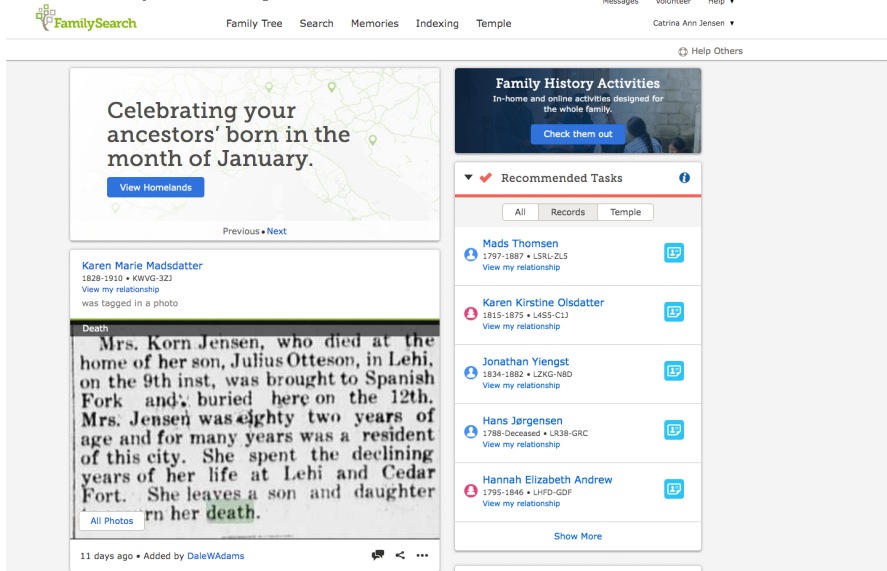 Messages Volunteer Help ▼
FamilySearch
Family Tree Search Memories Indexing Temple
Catrina Ann Jensen ▼
Help Others
Celebrating your
ancestors' born in the
month of January.
View Homelands
Previous • Next
Karen Marie Madsdatter
1828-1910 • KWVG-3ZJ
View my relationship
was tagged in a photo
Death
Mrs. Korn Jensen, who died at the
home of her son, Julius Otteson, in Lehi,
on the 9th inst, was brought to Spanish
Fork and buried here on the 12th.
Mrs. Jensen was eighty two years of
age and for many years was a resident
of this city. She spent the declining
years of her life at Lehi and Cedar
Fort. She leaves a son and daughter
rn her death.
All Photos
11 days ago • Added by DaleWAdams
Family History Activities
In-home and online activities designed for
the whole family.
Check them out
Recommended Tasks
All Records Temple
Mads Thomsen
1797-1887 • LSRL-ZL5
View my relationship
Karen Kirstine Olsdatter
1815-1875 • L4S5-C1J
View my relationship
Jonathan Yiengst
1834-1882 • LZKG-N8D
View my relationship
Hans Jørgensen
1788-Deceased • LR38-GRC
View my relationship
Hannah Elizabeth Andrew
1795-1846 • LHFD-GDF
View my relationship
Show More